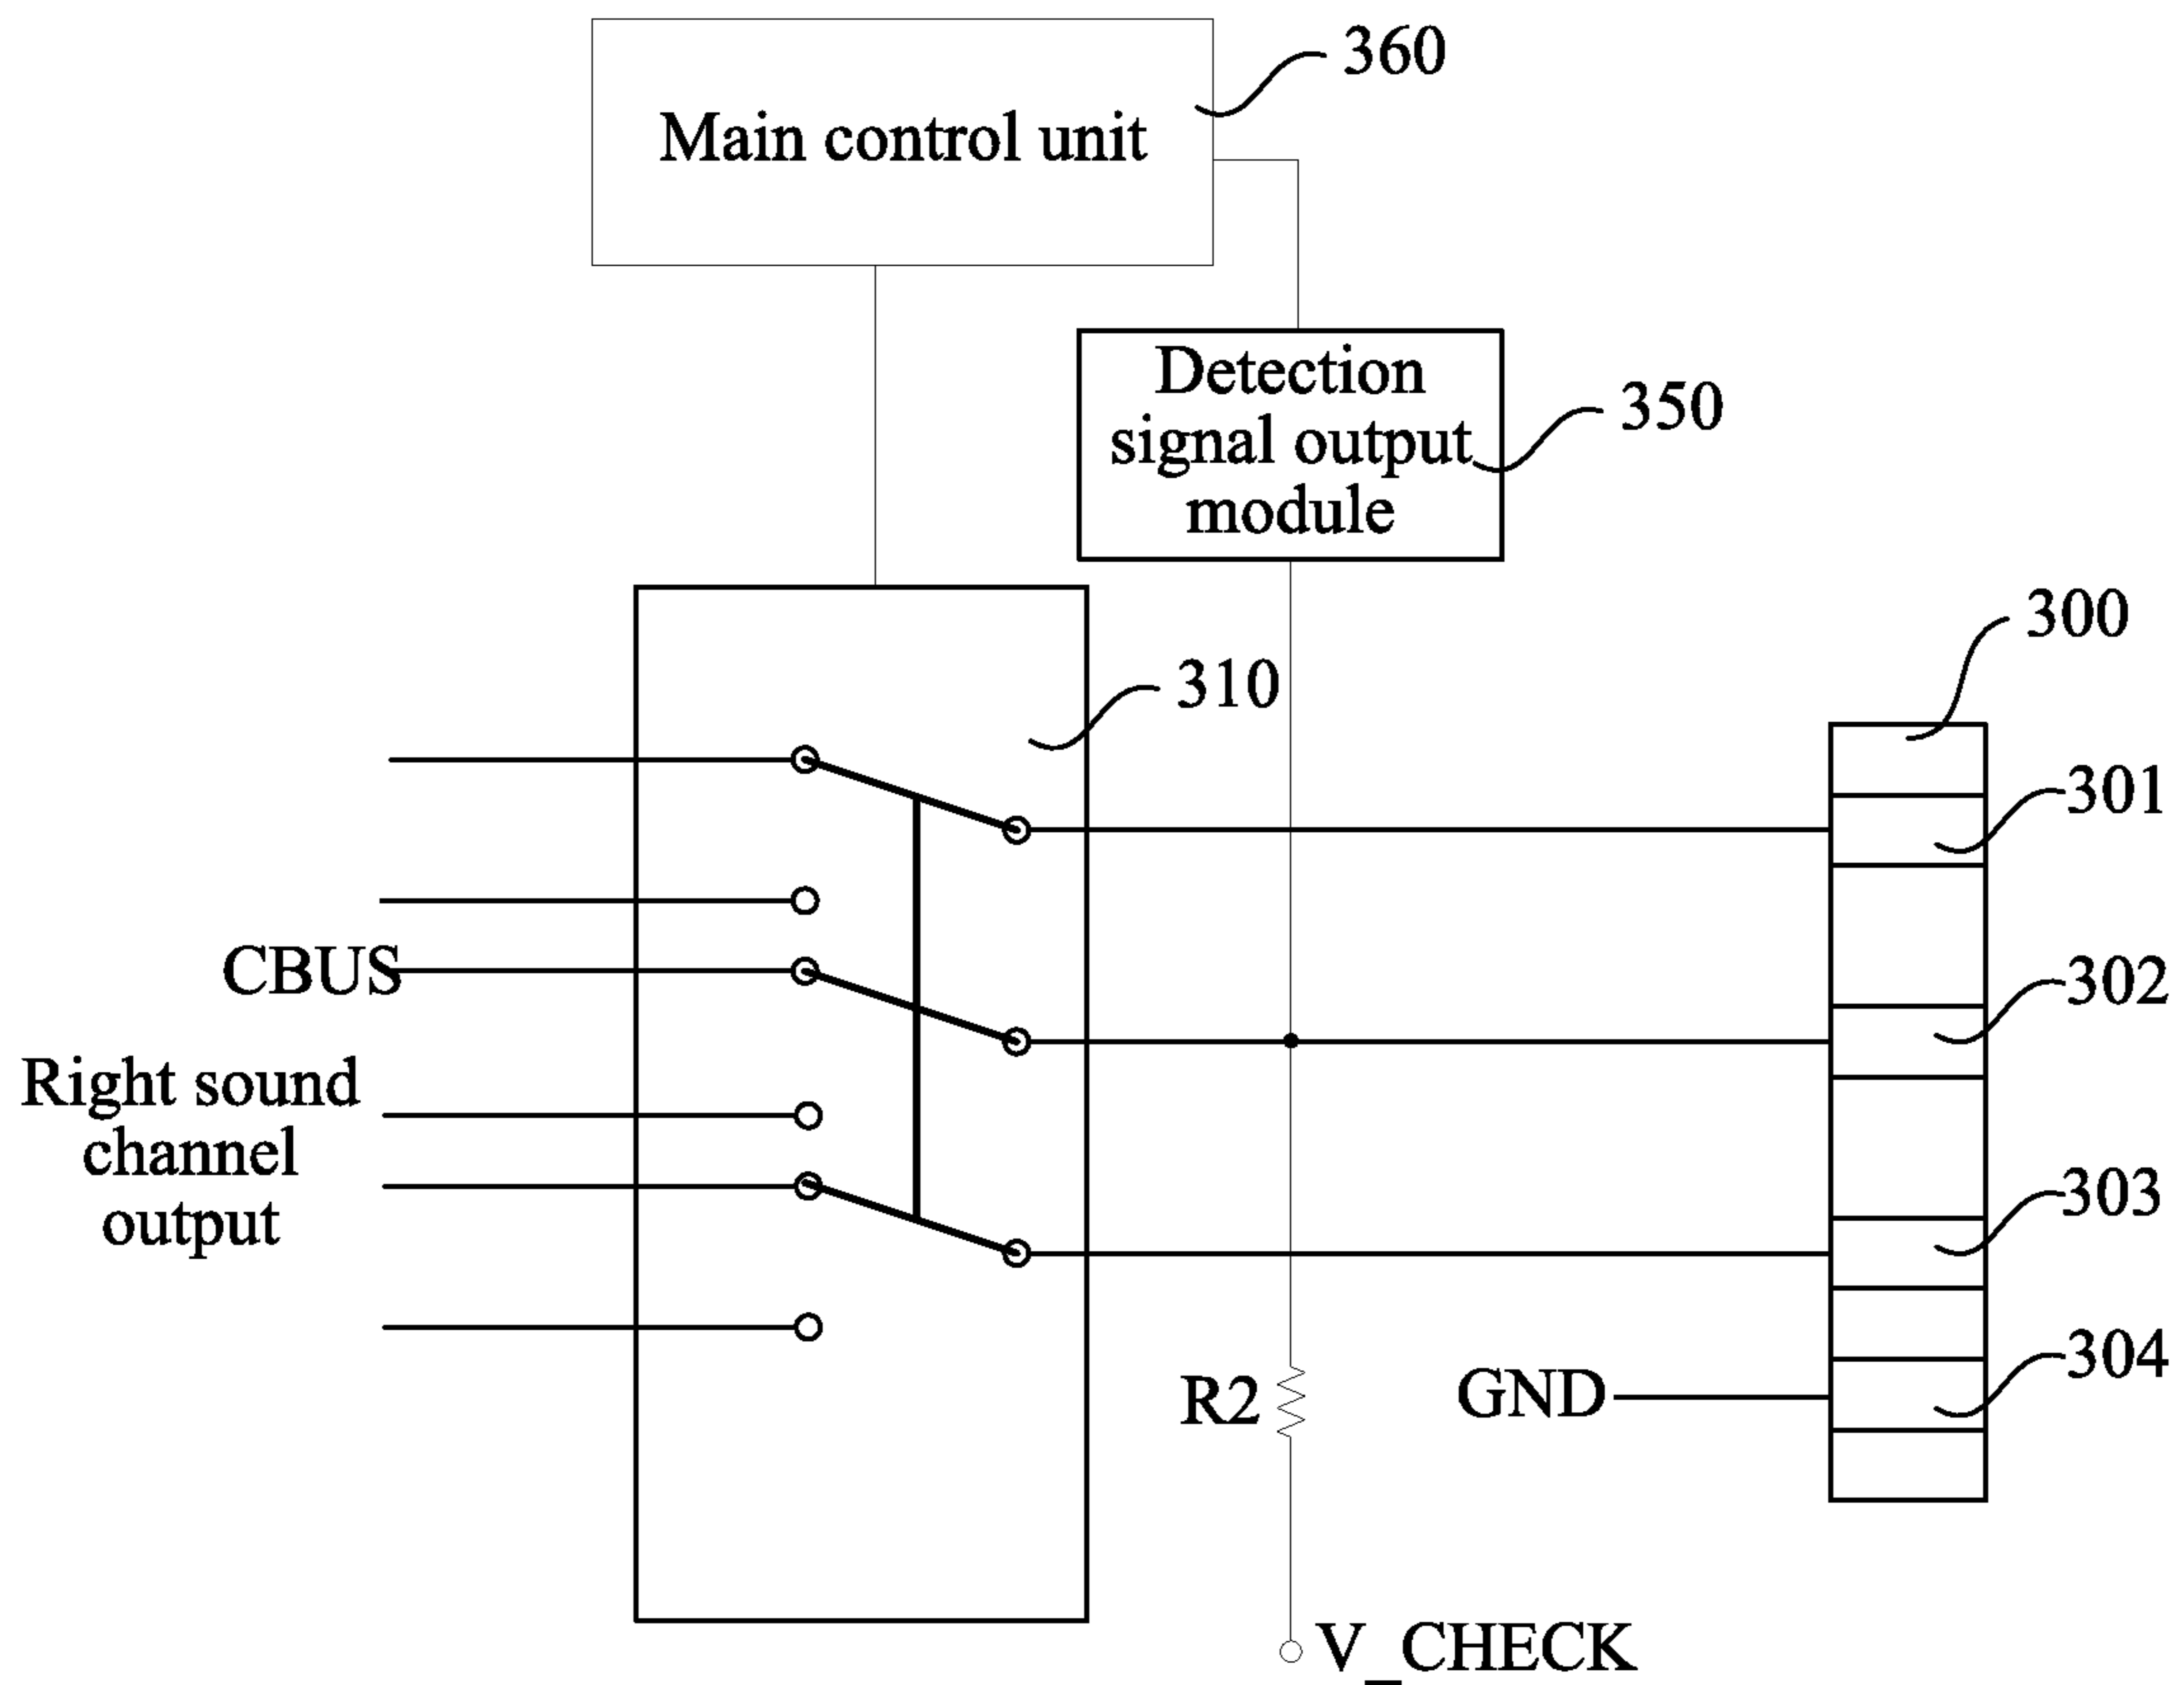 360
Main control unit
Detection
signal output
module
350
300
310
301
CBUS
302
Right sound
channel
output
303
304
R2
GND
V_CHECK